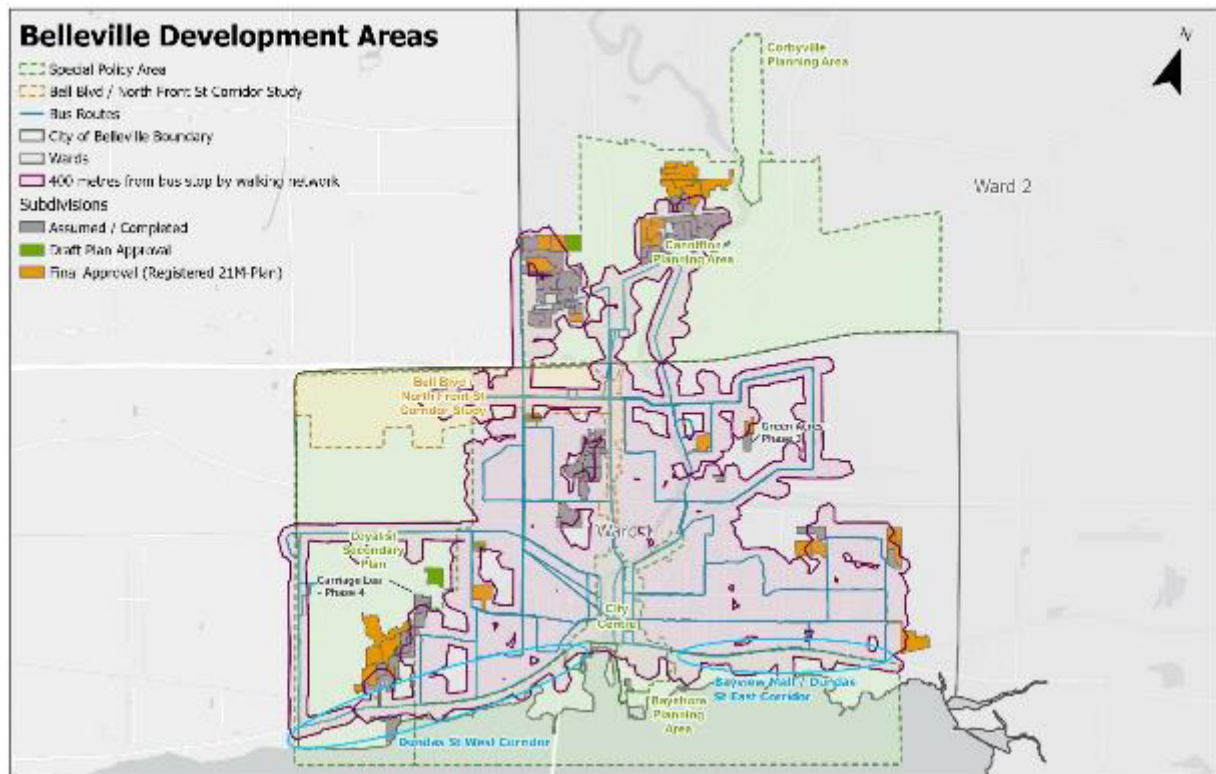 Belleville Development Areas
Special Policy Area
Bell Blvd / North Front St Corridor Study
Bus Routes
City of Belleville Boundary
Wards
400 metres from bus stop by walking network
Subdivisions
Assumed / Completed
Draft Plan Approval
Final Approval (Registered 21M-Plan)
N
Corbyville
Planning Area
Ward 2
Cannifton
Planning Area
Bell Blvd /
North Front St
Corridor Study
Green Acres
Phase
Ward
Loyalist
Secondary
Plan
Carriage Lea
- Phase 4
City
Centre
Bayview Mall / Dundas
St East Corridor
Bayshore
Planning
Area
Dundas St West Corridor